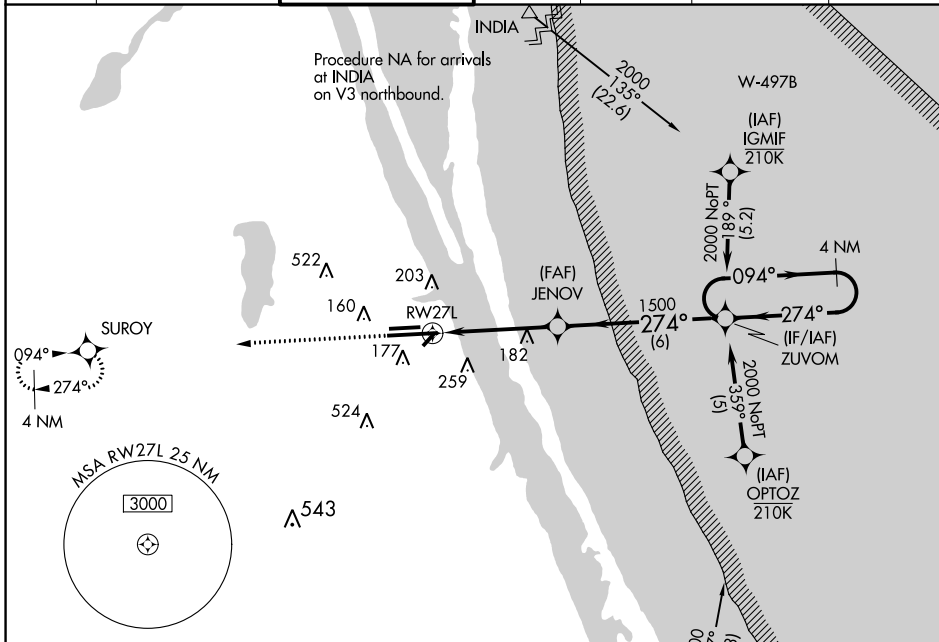 INDIA
Procedure NA for arrivals
at INDIA
on V3 northbound.
2000
135°
(22.6)
W-497B
(IAF)
IGMIF
210K
2000 NoPT
189°
(5.2)
4 NM
094°
274°
(IF/IAF)
ZUVOM
522
203
160
RW27L
(FAF)
JENOV
1500
274°
(6)
177
259
182
524
SUROY
094°
274°
4 NM
2000 NoPT
359°
(5)
(IAF)
OPTOZ
210K
MSA RW27L 25 NM
3000
543